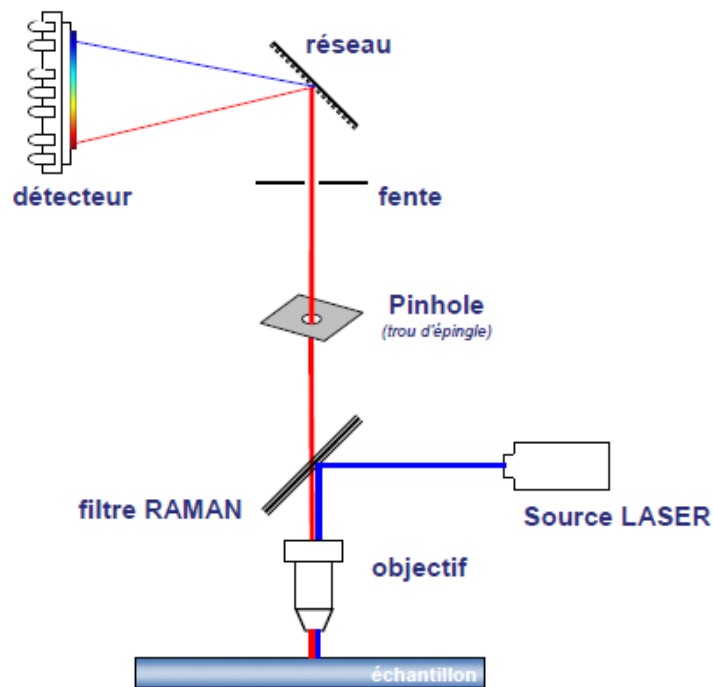 réseau
détecteur
fente
Pinhole
(trou d'épingle)
filtre RAMAN
Source LASER
objectif
échantillon